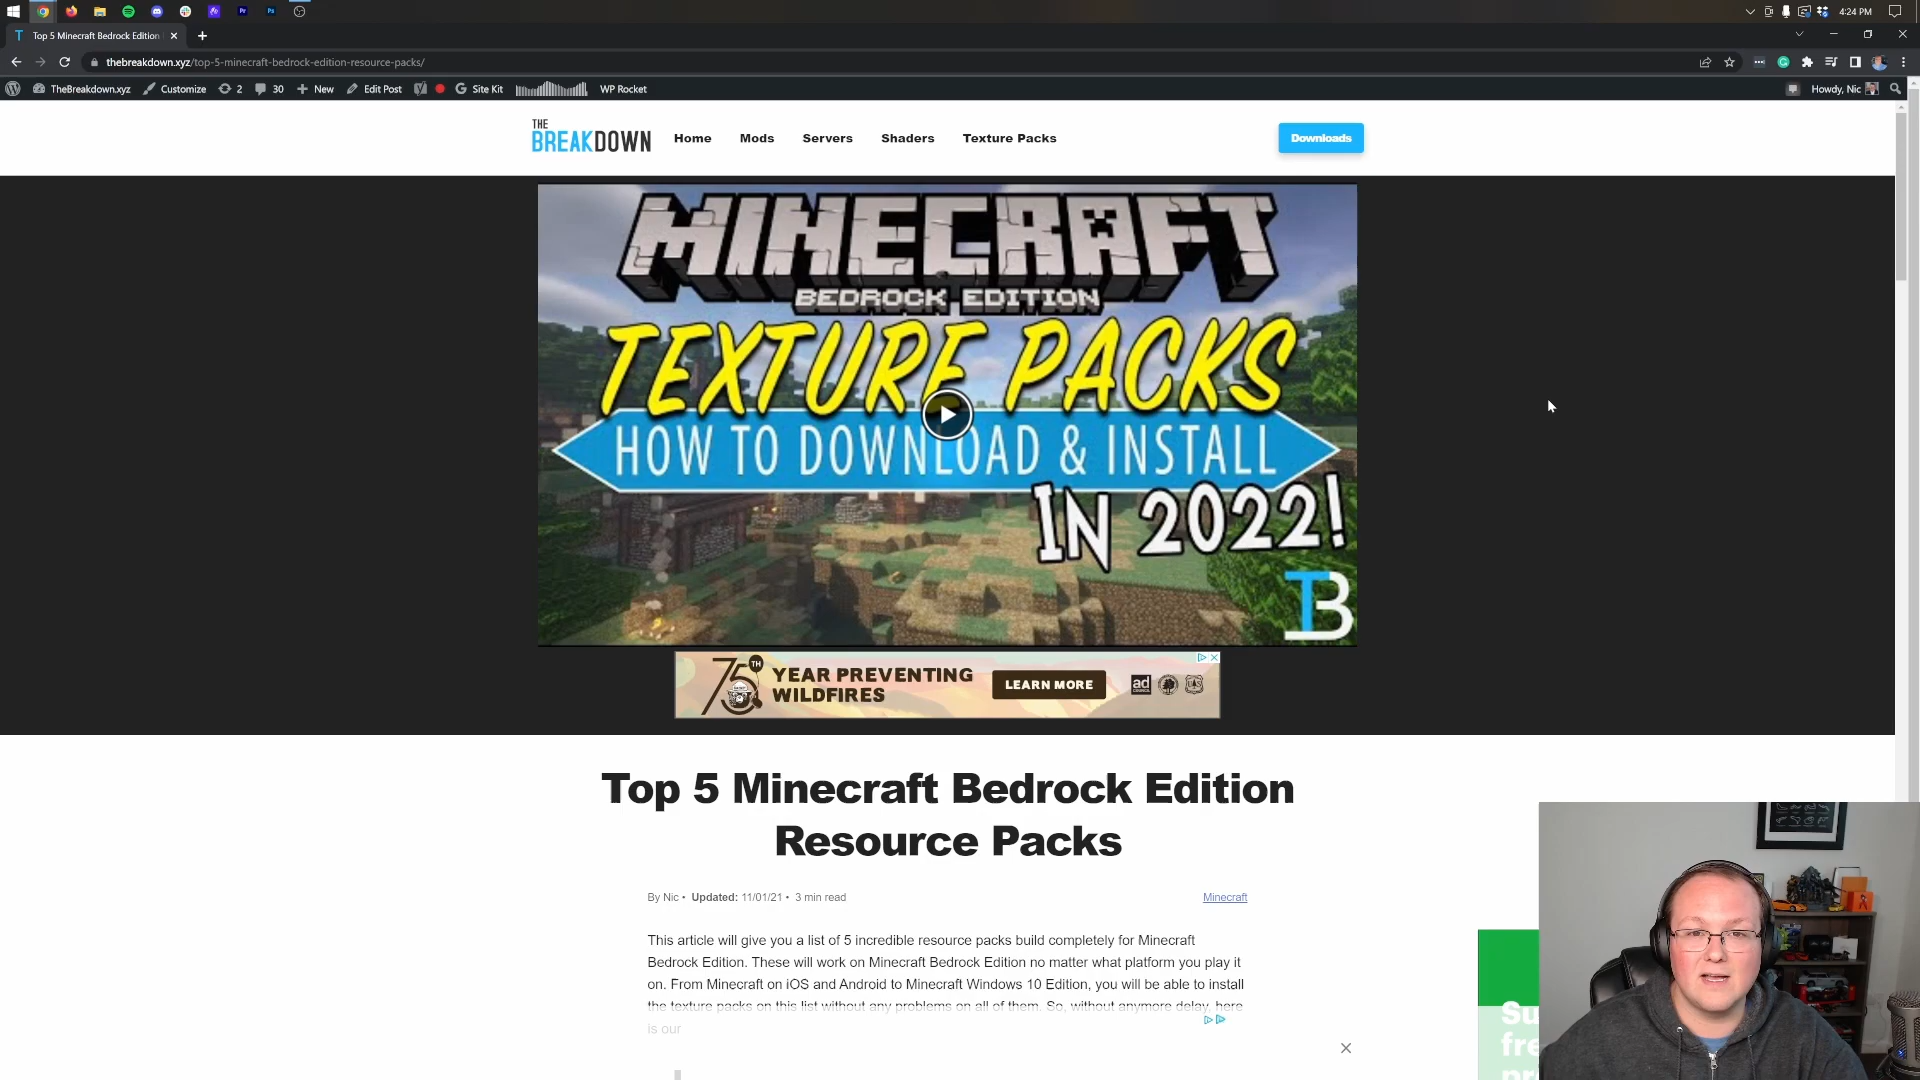 4:24 PM
Top 5 Minecraft Bedrock Edition
thebreakdown.xyz/top-5-minecraft-bedrock-edition-resource-packs/
TheBreakdown.xyz Customize 2 30 New Edit Post Site Kit WP Rocket Howdy, Nic
THE
BREAKDOWN
Home Mods Servers Shaders Texture Packs Downloads
MINECRAFT
BEDROCK EDITION
TEXTURE PACKS
HOW TO DOWNLOAD & INSTALL
IN 2022!
TB
75TH YEAR PREVENTING
WILDFIRES
LEARN MORE
ad
Top 5 Minecraft Bedrock Edition
Resource Packs
By Nic • Updated: 11/01/21 • 3 min read Minecraft
This article will give you a list of 5 incredible resource packs build completely for Minecraft
Bedrock Edition. These will work on Minecraft Bedrock Edition no matter what platform you play it
on. From Minecraft on iOS and Android to Minecraft Windows 10 Edition, you will be able to install
the texture packs on this list without any problems on all of them. So, without anymore delay, here
is our
Su
fre